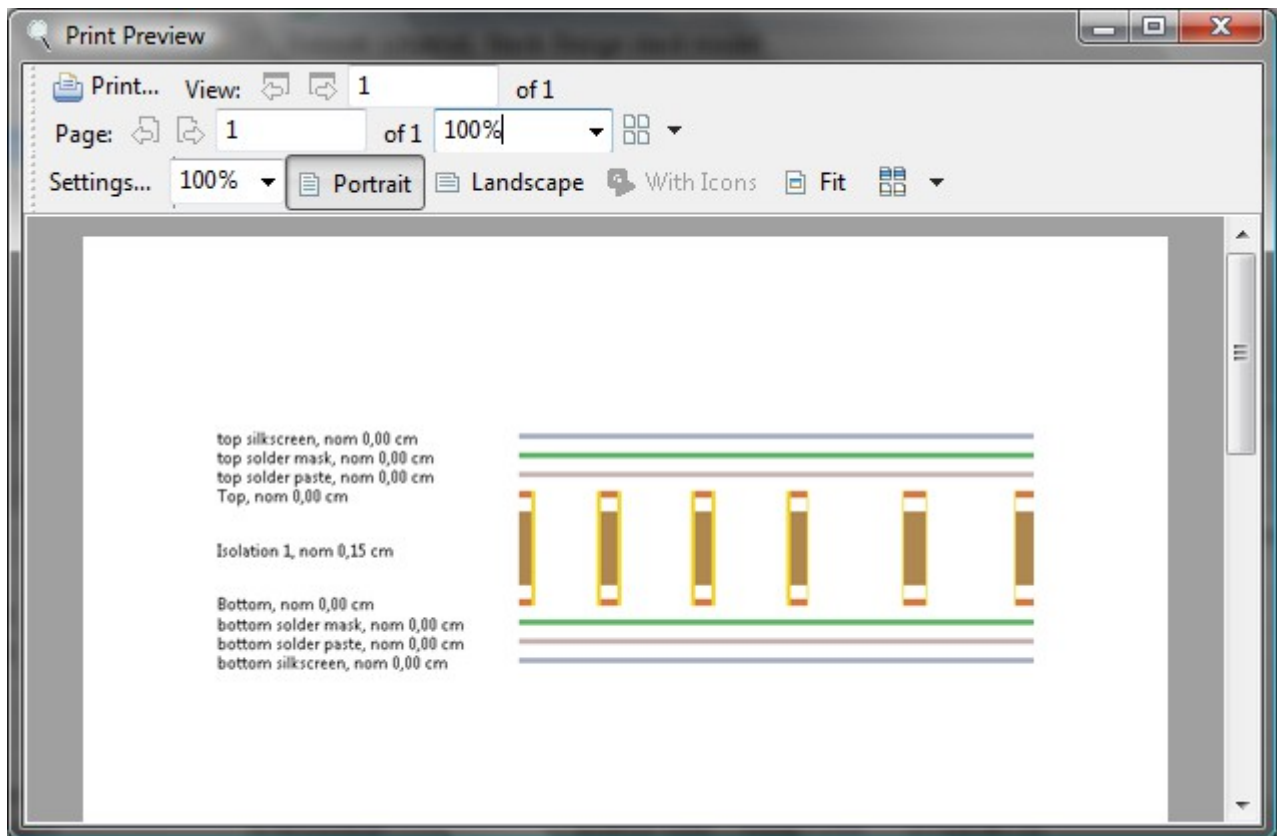 Print Preview
Print... View: 1 of 1
Page: 1 of 1 100%
Settings... 100% Portrait Landscape With Icons Fit
top silkscreen, nom 0,00 cm
top solder mask, nom 0,00 cm
top solder paste, nom 0,00 cm
Top, nom 0,00 cm
Isolation 1, nom 0,15 cm
Bottom, nom 0,00 cm
bottom solder mask, nom 0,00 cm
bottom solder paste, nom 0,00 cm
bottom silkscreen, nom 0,00 cm